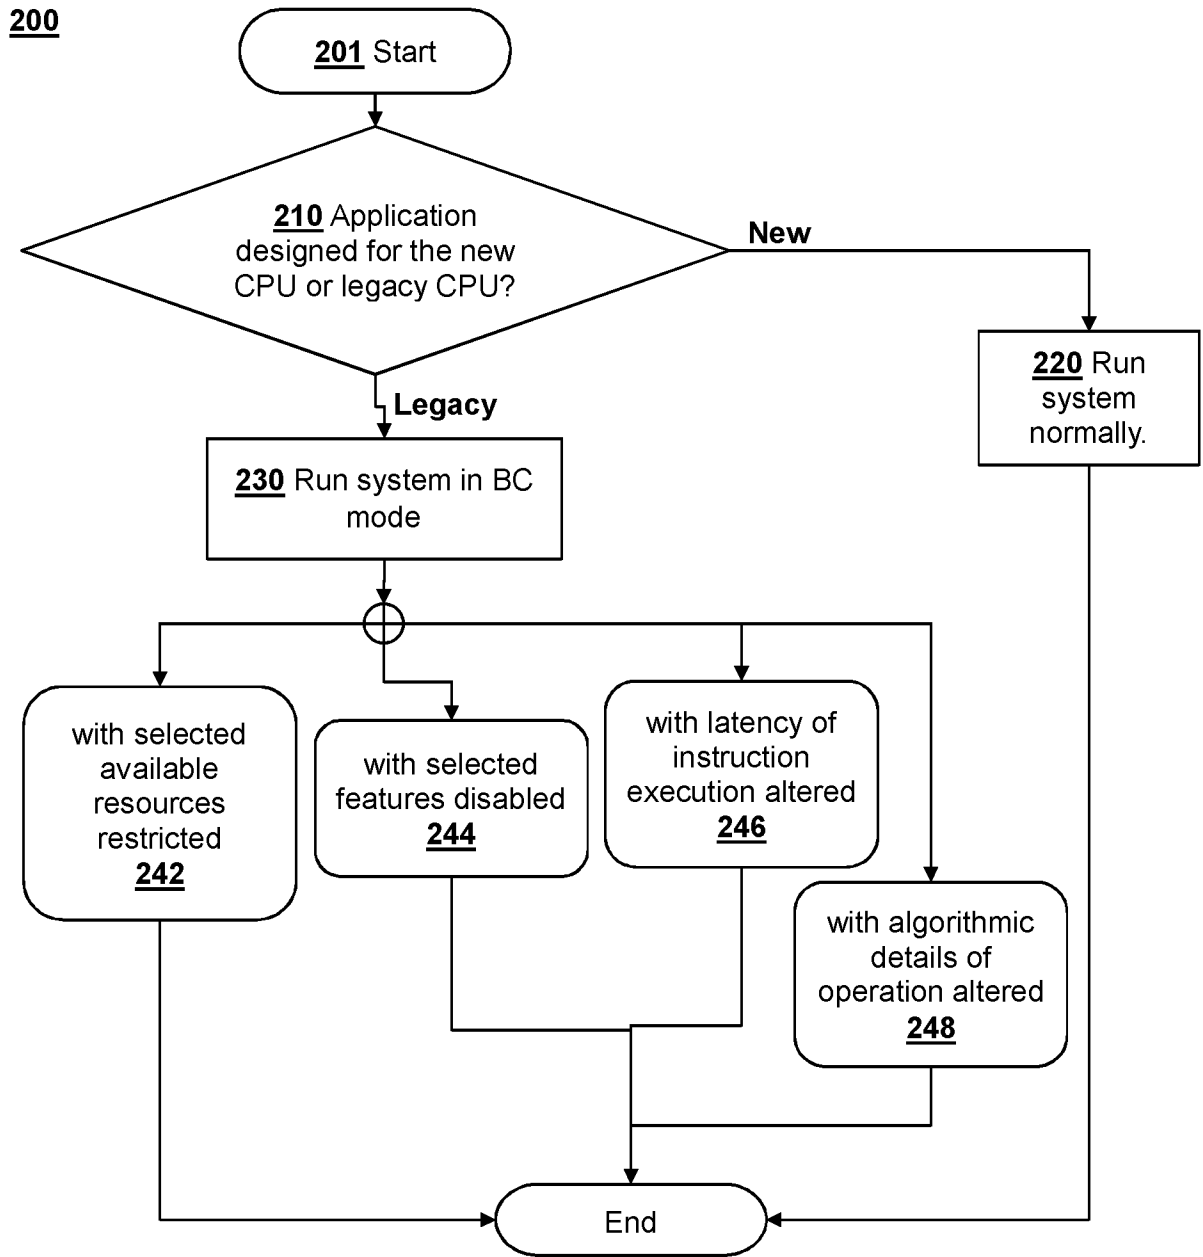 200
201 Start
210 Application
designed for the new
CPU or legacy CPU?
New
Legacy
220 Run
system
normally.
230 Run system in BC
mode
with selected
available
resources
restricted
242
with selected
features disabled
244
with latency of
instruction
execution altered
246
with algorithmic
details of
operation altered
248
End